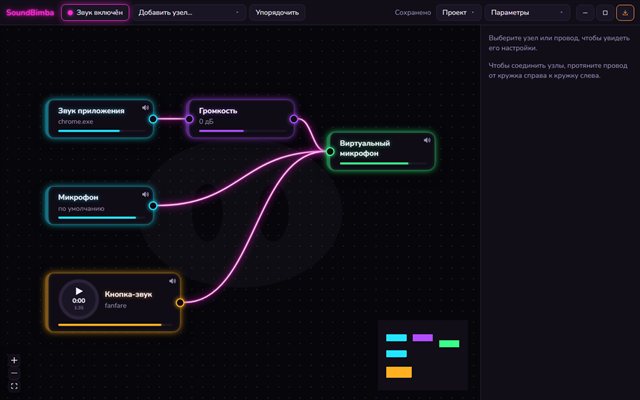 SoundBimba
Звук включён
Добавить узел...
Упорядочить
Сохранено
Проект
Параметры
Выберите узел или провод, чтобы увидеть
его настройки.
Чтобы соединить узлы, протяните провод
от кружка справа к кружку слева.
Звук приложения
chrome.exe
Громкость
0 дБ
Виртуальный
микрофон
Микрофон
по умолчанию
0:00
Кнопка-звук
fanfare